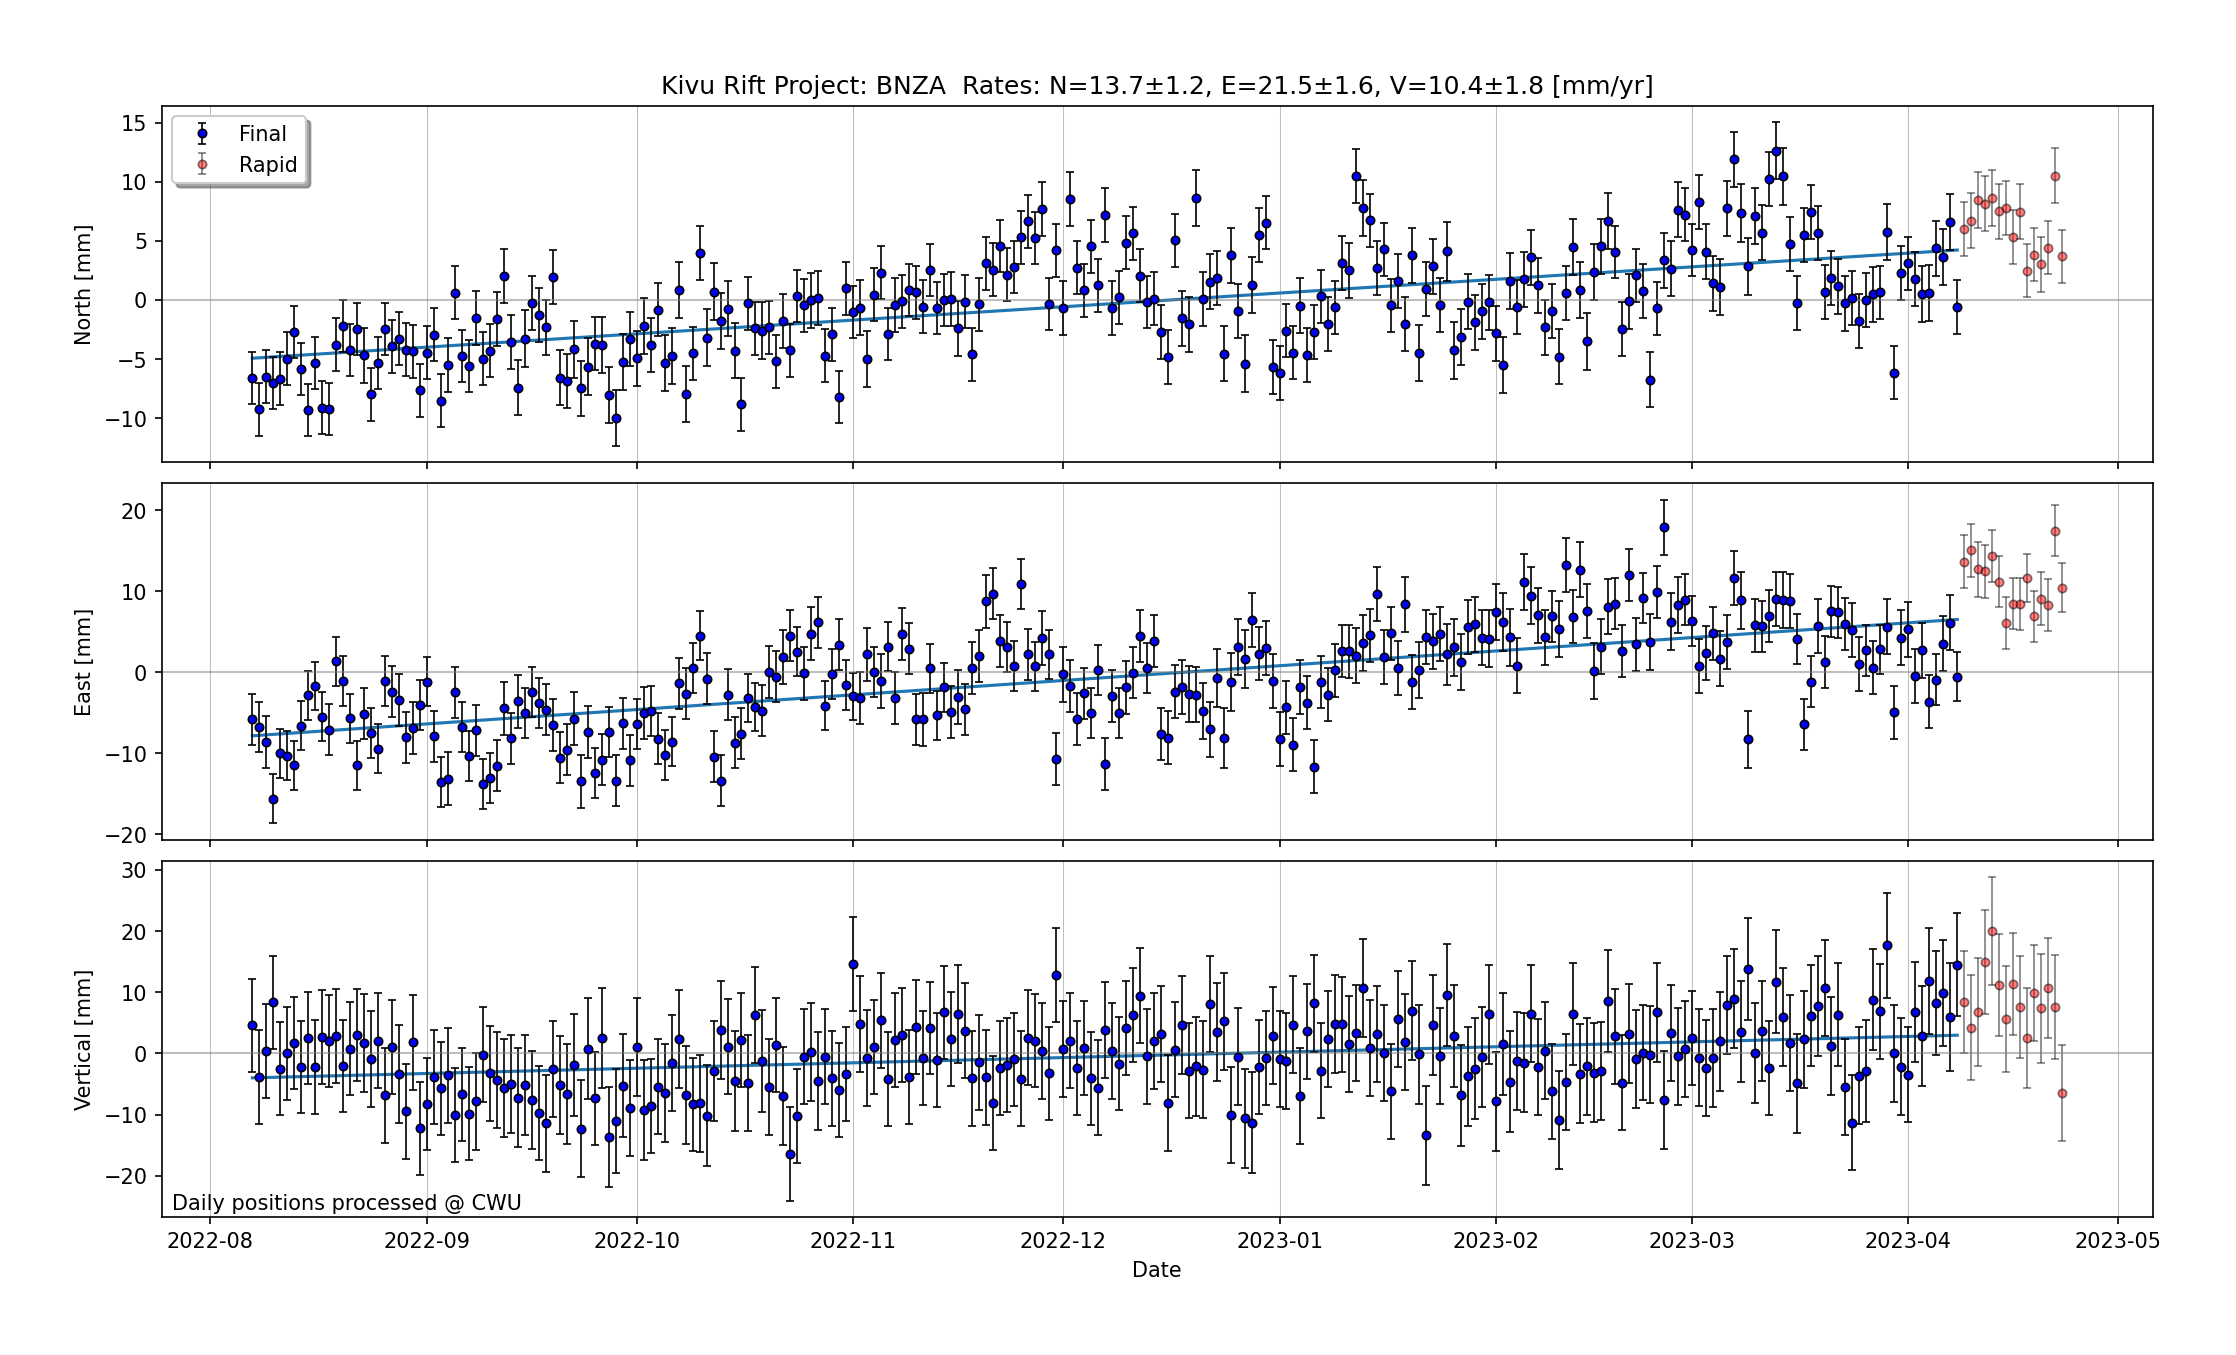 Kivu Rift Project: BNZA  Rates: N=13.7±1.2, E=21.5±1.6, V=10.4±1.8 [mm/yr]
Final
Rapid
North [mm]
15
10
5
0
−5
−10
East [mm]
20
10
0
−10
−20
Vertical [mm]
30
20
10
0
−10
−20
Daily positions processed @ CWU
2022-08 2022-09 2022-10 2022-11 2022-12 2023-01 2023-02 2023-03 2023-04 2023-05
Date